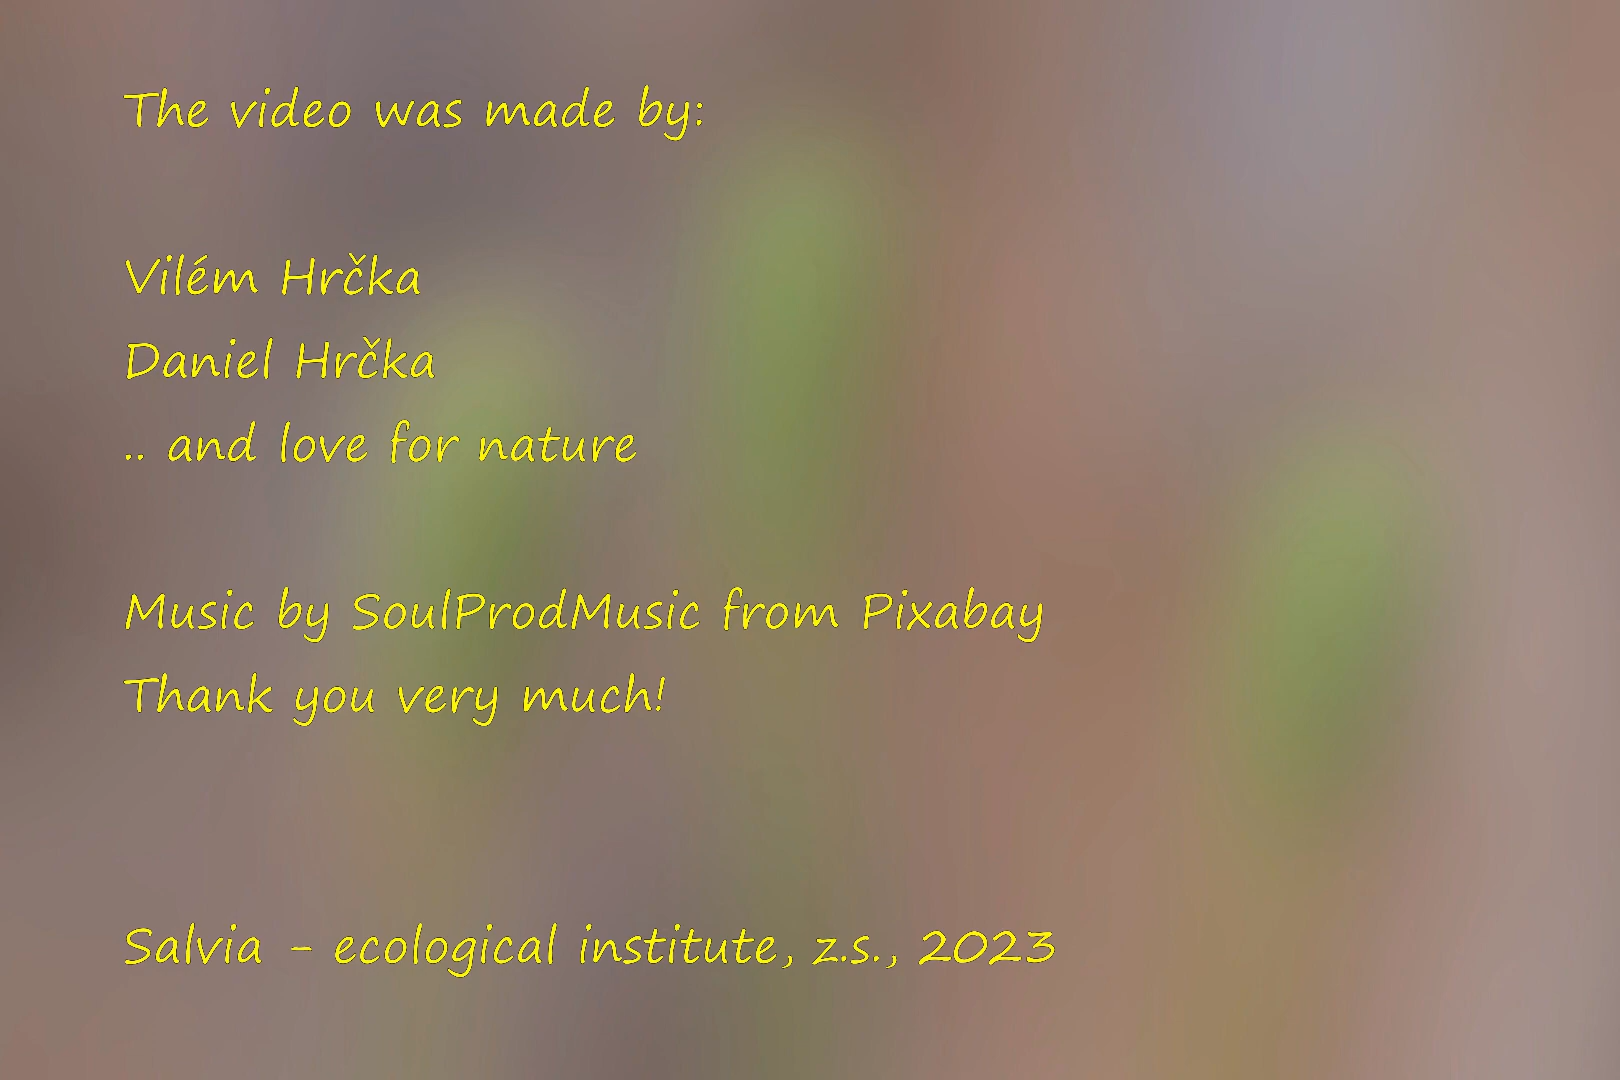 The video was made by:
Vilém Hrčka
Daniel Hrčka
.. and love for nature
Music by SoulProdMusic from Pixabay
Thank you very much!
Salvia - ecological institute, z.s., 2023